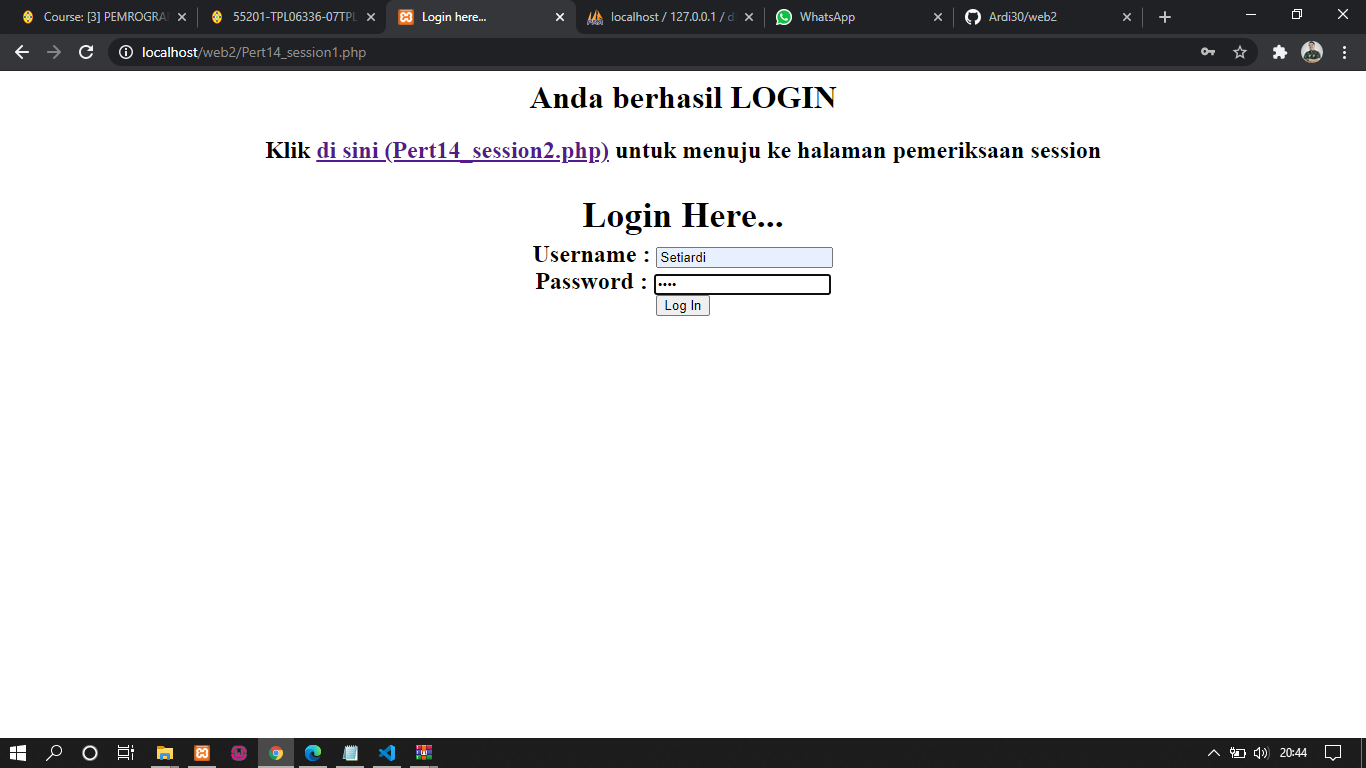 Course: [3] PEMROGRA
55201-TPL06336-07TPL
Login here...
localhost / 127.0.0.1 / d
WhatsApp
Ardi30/web2
localhost/web2/Pert14_session1.php
Anda berhasil LOGIN
Klik di sini (Pert14_session2.php) untuk menuju ke halaman pemeriksaan session
Login Here...
Username : Setiardi
Password : ••••
Log In
20:44